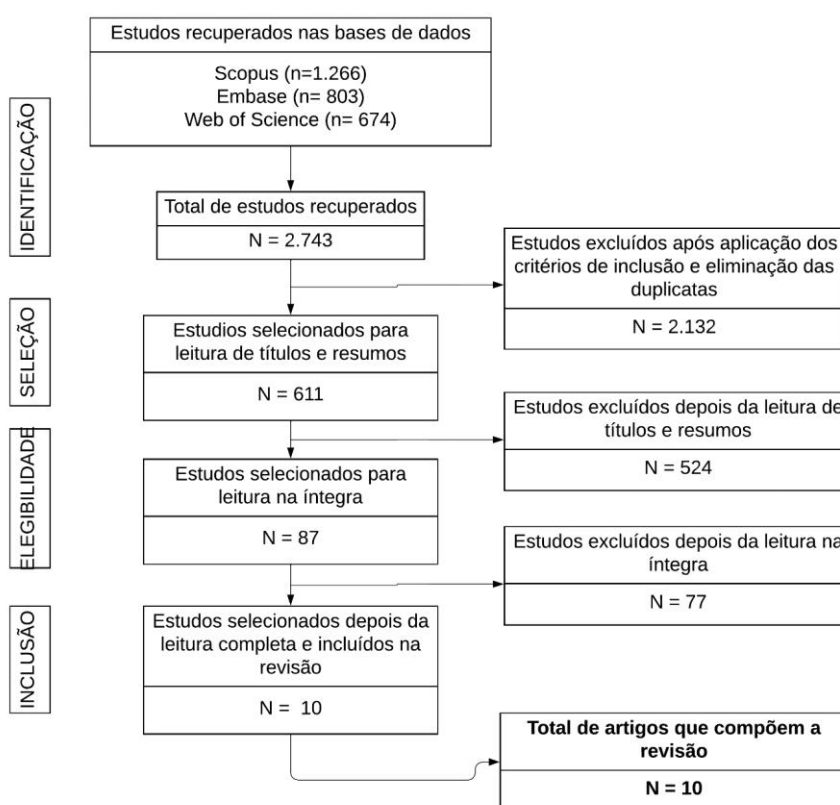 Estudos recuperados nas bases de dados
Scopus (n=1.266)
Embase (n= 803)
Web of Science (n= 674)
IDENTIFICAÇÃO
Total de estudos recuperados
N = 2.743
Estudos excluídos após aplicação dos
critérios de inclusão e eliminação das
duplicatas
N = 2.132
SELEÇÃO
Estudios selecionados para
leitura de títulos e resumos
N = 611
Estudos excluídos depois da leitura de
títulos e resumos
N = 524
ELEGIBILIDADE
Estudos selecionados para
leitura na íntegra
N = 87
Estudos excluídos depois da leitura na
íntegra
N = 77
INCLUSÃO
Estudos selecionados depois da
leitura completa e incluídos na
revisão
N = 10
Total de artigos que compõem a
revisão
N = 10